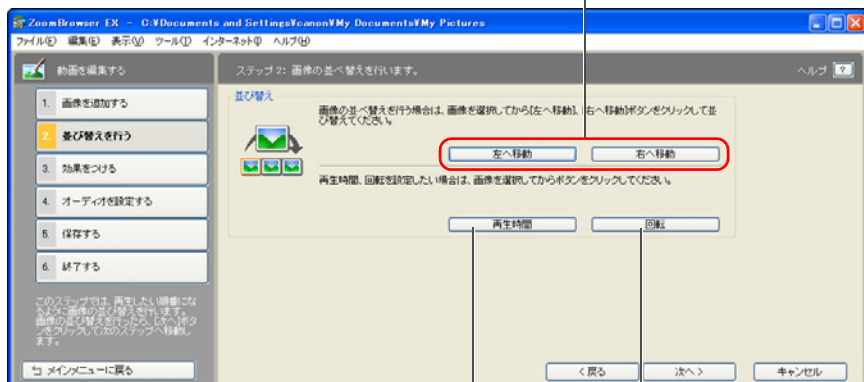 ZoomBrowser EX - C:¥Documents and Settings¥canon¥My Documents¥My Pictures
ファイル(F) 編集(E) 表示(V) ツール(T) インターネット(I) ヘルプ(H)
動画を編集する
ステップ2: 画像の並べ替えを行います。
ヘルプ ?
1. 画像を追加する
2. 並び替えを行う
3. 効果をつける
4. オーディオを設定する
5. 保存する
6. 終了する
このステップでは、再生したい順番にな
るように画像の並び替えを行います。
画像の並び替えを行ったら、[次へ]ボタ
ンをクリックして次のステップへ移動し
ます。
メインメニューに戻る
並び替え
画像の並べ替えを行う場合は、画像を選択してから[左へ移動]、[右へ移動]ボタンをクリックして並
び替えてください。
左へ移動 右へ移動
再生時間、回転を設定したい場合は、画像を選択してからボタンをクリックしてください。
再生時間 回転
< 戻る 次へ > キャンセル